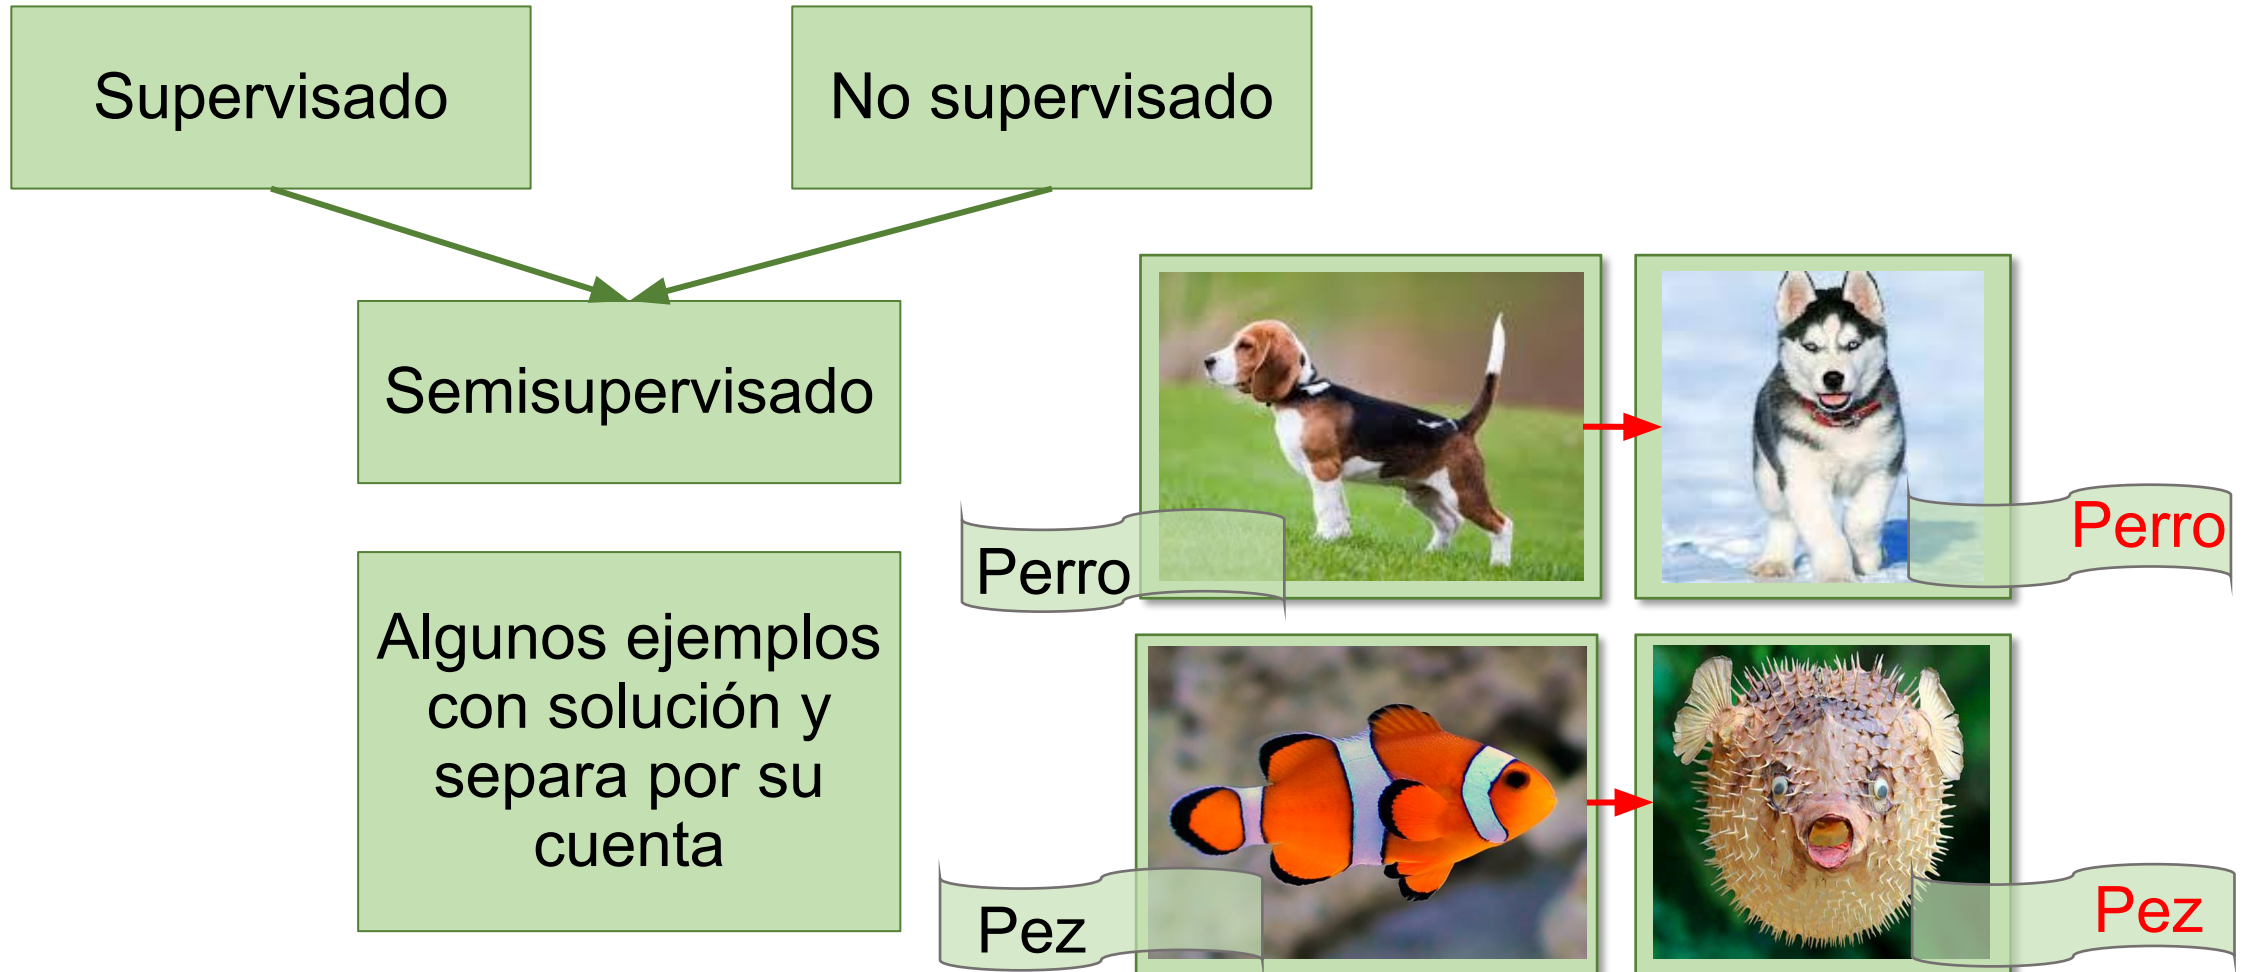 Supervisado
No supervisado
Semisupervisado
Algunos ejemplos
con solución y
separa por su
cuenta
Perro
Perro
Pez
Pez